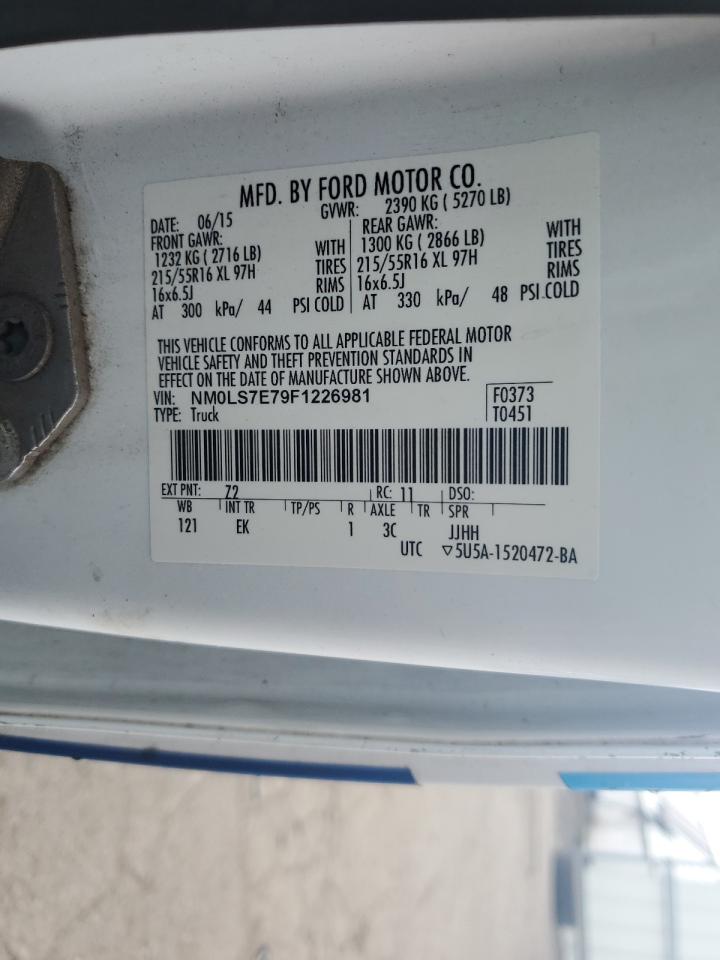 MFD. BY FORD MOTOR CO.
DATE: 06/15 GVWR: 2390 KG ( 5270 LB)
FRONT GAWR: REAR GAWR:
1232 KG ( 2716 LB) WITH 1300 KG ( 2866 LB) WITH
215/55R16 XL 97H TIRES 215/55R16 XL 97H TIRES
16x6.5J RIMS 16x6.5J RIMS
AT 300 kPa/ 44 PSI COLD AT 330 kPa/ 48 PSI COLD
THIS VEHICLE CONFORMS TO ALL APPLICABLE FEDERAL MOTOR
VEHICLE SAFETY AND THEFT PREVENTION STANDARDS IN
EFFECT ON THE DATE OF MANUFACTURE SHOWN ABOVE.
VIN: NM0LS7E79F1226981 F0373
TYPE: Truck T0451
EXT PNT: Z2 RC: 11 DSO:
WB INT TR TP/PS R AXLE TR SPR
121 EK 1 3C JJHH
UTC ▽5U5A-1520472-BA